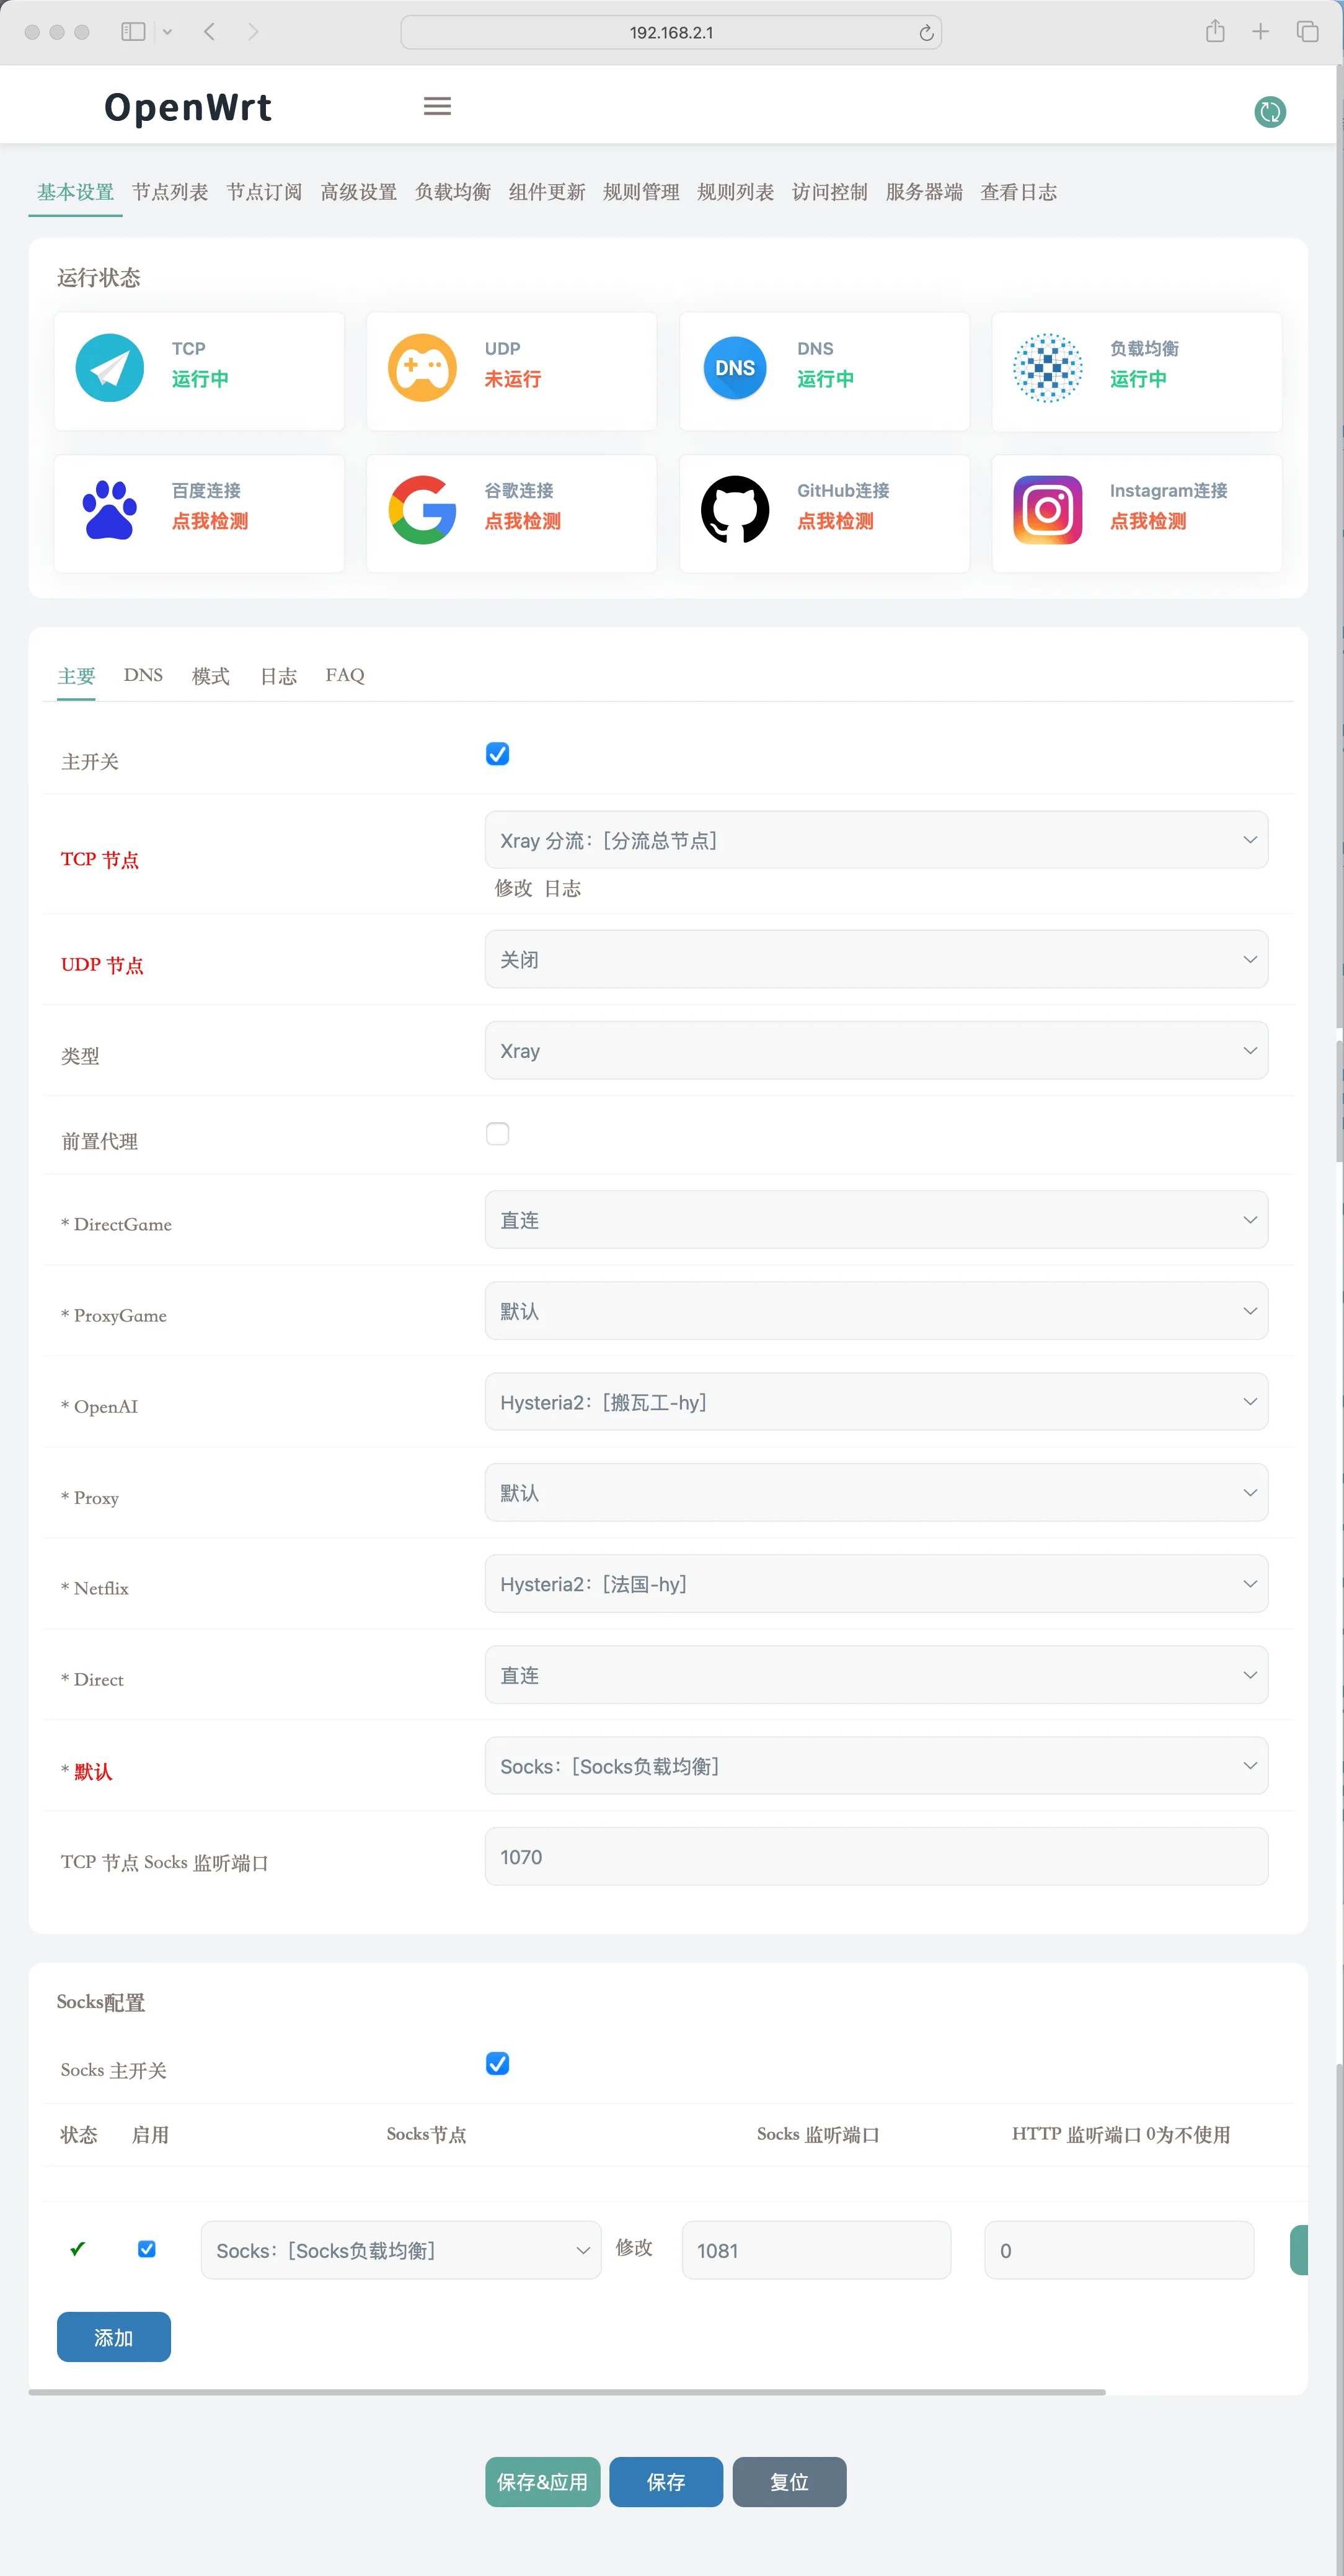 192.168.2.1
OpenWrt
基本设置 节点列表 节点订阅 高级设置 负载均衡 组件更新 规则管理 规则列表 访问控制 服务器端 查看日志
运行状态
TCP
运行中
UDP
未运行
DNS
DNS
运行中
负载均衡
运行中
百度连接
点我检测
谷歌连接
点我检测
GitHub连接
点我检测
Instagram连接
点我检测
主要 DNS 模式 日志 FAQ
主开关
TCP 节点
Xray 分流：[分流总节点]
修改 日志
UDP 节点
关闭
类型
Xray
前置代理
* DirectGame
直连
* ProxyGame
默认
* OpenAI
Hysteria2：[搬瓦工-hy]
* Proxy
默认
* Netflix
Hysteria2：[法国-hy]
* Direct
直连
* 默认
Socks：[Socks负载均衡]
TCP 节点 Socks 监听端口
1070
Socks配置
Socks 主开关
状态 启用 Socks节点 Socks 监听端口 HTTP 监听端口 0为不使用
Socks：[Socks负载均衡] 修改 1081 0
添加
保存&应用 保存 复位